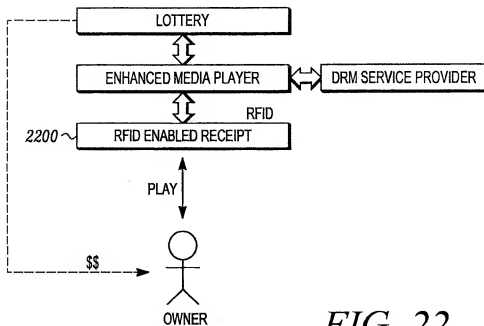 LOTTERY
ENHANCED MEDIA PLAYER
DRM SERVICE PROVIDER
RFID
2200
RFID ENABLED RECEIPT
PLAY
$$
OWNER
FIG. 22